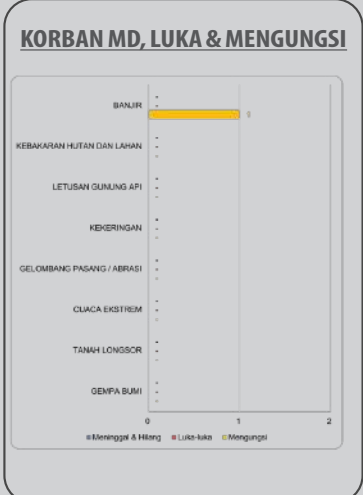 KORBAN MD, LUKA & MENGUNGSI
BANJIR
KEBAKARAN HUTAN DAN LAHAN
LETUSAN GUNUNG API
KEKERINGAN
GELOMBANG PASANG / ABRASI
CUACA EKSTREM
TANAH LONGSOR
GEMPA BUMI
0 1 2
Meninggal & Hilang Luka-luka Mengungsi